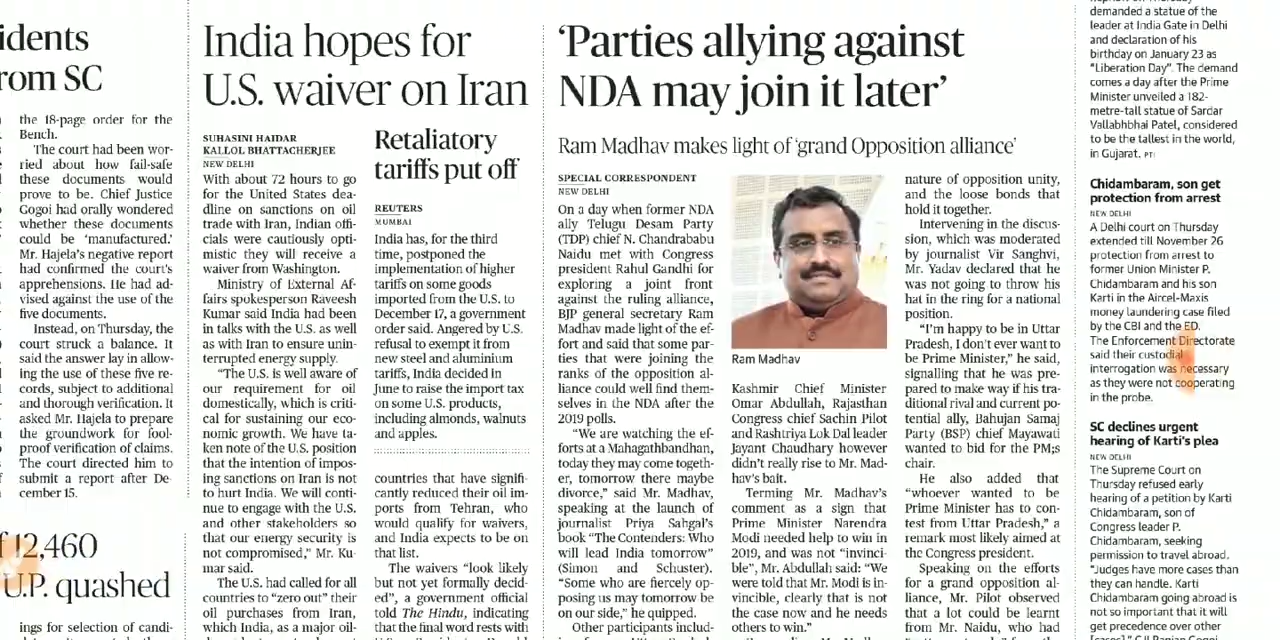 idents
rom SC
the 18-page order for the
Bench.
The court had been wor-
ried about how fail-safe
these documents would
prove to be. Chief Justice
Gogoi had orally wondered
whether these documents
could be ‘manufactured.’
Mr. Hajela’s negative report
had confirmed the court’s
apprehensions. He had ad-
vised against the use of the
five documents.
Instead, on Thursday, the
court struck a balance. It
said the answer lay in allow-
ing the use of these five re-
cords, subject to additional
and thorough verification. It
asked Mr. Hajela to prepare
the groundwork for fool-
proof verification of claims.
The court directed him to
submit a report after De-
cember 15.
12,460
U.P. quashed
ings for selection of candi-
India hopes for
U.S. waiver on Iran
SUHASINI HAIDAR
KALLOL BHATTACHERJEE
NEW DELHI
With about 72 hours to go
for the United States dea-
dline on sanctions on oil
trade with Iran, Indian offi-
cials were cautiously opti-
mistic they will receive a
waiver from Washington.
Ministry of External Af-
fairs spokesperson Raveesh
Kumar said India had been
in talks with the U.S. as well
as with Iran to ensure unin-
terrupted energy supply.
“The U.S. is well aware of
our requirement for oil
domestically, which is criti-
cal for sustaining our eco-
nomic growth. We have ta-
ken note of the U.S. position
that the intention of impos-
ing sanctions on Iran is not
to hurt India. We will conti-
nue to engage with the U.S.
and other stakeholders so
that our energy security is
not compromised,” Mr. Ku-
mar said.
The U.S. had called for all
countries to “zero out” their
oil purchases from Iran,
which India, as a major oil-
Retaliatory
tariffs put off
REUTERS
MUMBAI
India has, for the third
time, postponed the
implementation of higher
tariffs on some goods
imported from the U.S. to
December 17, a government
order said. Angered by U.S.
refusal to exempt it from
new steel and aluminium
tariffs, India decided in
June to raise the import tax
on some U.S. products,
including almonds, walnuts
and apples.
countries that have signifi-
cantly reduced their oil im-
ports from Tehran, who
would qualify for waivers,
and India expects to be on
that list.
The waivers “look likely
but not yet formally decid-
ed”, a government official
told The Hindu, indicating
that the final word rests with
‘Parties allying against
NDA may join it later’
Ram Madhav makes light of ‘grand Opposition alliance’
SPECIAL CORRESPONDENT
NEW DELHI
On a day when former NDA
ally Telugu Desam Party
(TDP) chief N. Chandrababu
Naidu met with Congress
president Rahul Gandhi for
exploring a joint front
against the ruling alliance,
BJP general secretary Ram
Madhav made light of the ef-
fort and said that some par-
ties that were joining the
ranks of the opposition al-
liance could well find them-
selves in the NDA after the
2019 polls.
“We are watching the ef-
forts at a Mahagathbandhan,
today they may come togeth-
er, tomorrow there maybe
divorce,” said Mr. Madhav,
speaking at the launch of
journalist Priya Sahgal’s
book “The Contenders: Who
will lead India tomorrow”
(Simon and Schuster).
“Some who are fiercely op-
posing us may tomorrow be
on our side,” he quipped.
Other participants includ-
Ram Madhav
Kashmir Chief Minister
Omar Abdullah, Rajasthan
Congress chief Sachin Pilot
and Rashtriya Lok Dal leader
Jayant Chaudhary however
didn’t really rise to Mr. Mad-
hav’s bait.
Terming Mr. Madhav’s
comment as a sign that
Prime Minister Narendra
Modi needed help to win in
2019, and was not “invinci-
ble”, Mr. Abdullah said: “We
were told that Mr. Modi is in-
vincible, clearly that is not
the case now and he needs
others to win.”
nature of opposition unity,
and the loose bonds that
hold it together.
Intervening in the discus-
sion, which was moderated
by journalist Vir Sanghvi,
Mr. Yadav declared that he
was not going to throw his
hat in the ring for a national
position.
“I’m happy to be in Uttar
Pradesh, I don’t ever want to
be Prime Minister,” he said,
signalling that he was pre-
pared to make way if his tra-
ditional rival and current po-
tential ally, Bahujan Samaj
Party (BSP) chief Mayawati
wanted to bid for the PM;s
chair.
He also added that
“whoever wanted to be
Prime Minister has to con-
test from Uttar Pradesh,” a
remark most likely aimed at
the Congress president.
Speaking on the efforts
for a grand opposition al-
liance, Mr. Pilot observed
that a lot could be learnt
from Mr. Naidu, who had
demanded a statue of the
leader at India Gate in Delhi
and declaration of his
birthday on January 23 as
“Liberation Day”. The demand
comes a day after the Prime
Minister unveiled a 182-
metre-tall statue of Sardar
Vallabhbhai Patel, considered
to be the tallest in the world,
in Gujarat. PTI
Chidambaram, son get
protection from arrest
NEW DELHI
A Delhi court on Thursday
extended till November 26
protection from arrest to
former Union Minister P.
Chidambaram and his son
Karti in the Aircel-Maxis
money laundering case filed
by the CBI and the ED.
The Enforcement Directorate
said their custodial
interrogation was necessary
as they were not cooperating
in the probe.
SC declines urgent
hearing of Karti’s plea
NEW DELHI
The Supreme Court on
Thursday refused early
hearing of a petition by Karti
Chidambaram, son of
Congress leader P.
Chidambaram, seeking
permission to travel abroad.
“Judges have more cases than
they can handle. Karti
Chidambaram going abroad is
not so important that it will
get precedence over other